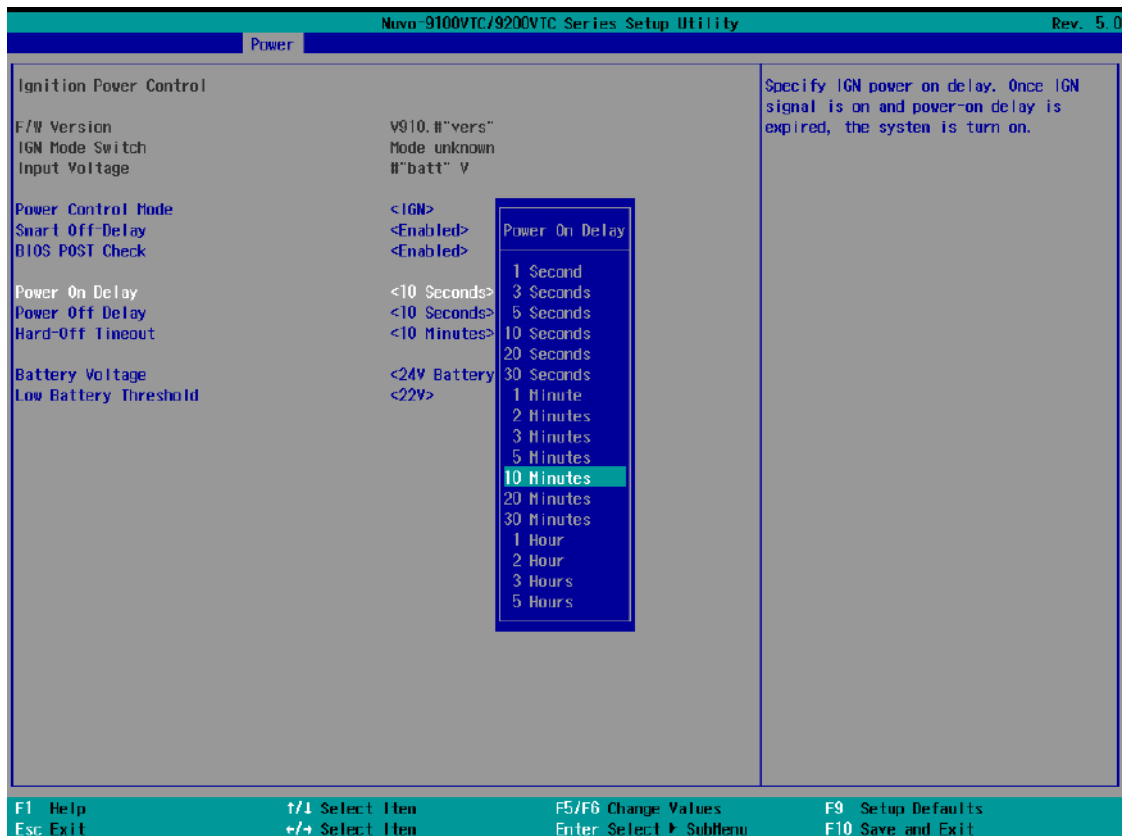 Nuvo-9100VTC/9200VTC Series Setup Utility Rev. 5.0
Power
Ignition Power Control
F/W Version V910.#"vers"
IGN Mode Switch Mode unknown
Input Voltage #"batt" V
Power Control Mode <IGN>
Smart Off-Delay <Enabled>
BIOS POST Check <Enabled>
Power On Delay <10 Seconds>
Power Off Delay <10 Seconds>
Hard-Off Timeout <10 Minutes>
Battery Voltage <24V Battery
Low Battery Threshold <22V>
Power On Delay
1 Second
3 Seconds
5 Seconds
10 Seconds
20 Seconds
30 Seconds
1 Minute
2 Minutes
3 Minutes
5 Minutes
10 Minutes
20 Minutes
30 Minutes
1 Hour
2 Hour
3 Hours
5 Hours
Specify IGN power on delay. Once IGN
signal is on and power-on delay is
expired, the system is turn on.
F1 Help ↑/↓ Select Item F5/F6 Change Values F9 Setup Defaults
Esc Exit ←/→ Select Item Enter Select ▶ SubMenu F10 Save and Exit